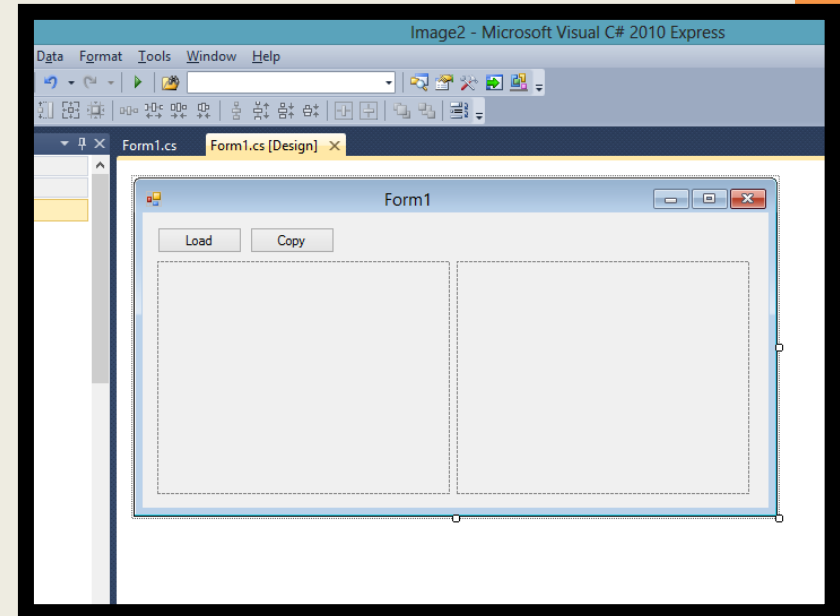 Image2 - Microsoft Visual C# 2010 Express
Data Format Tools Window Help
Form1.cs Form1.cs [Design]
Form1
Load Copy